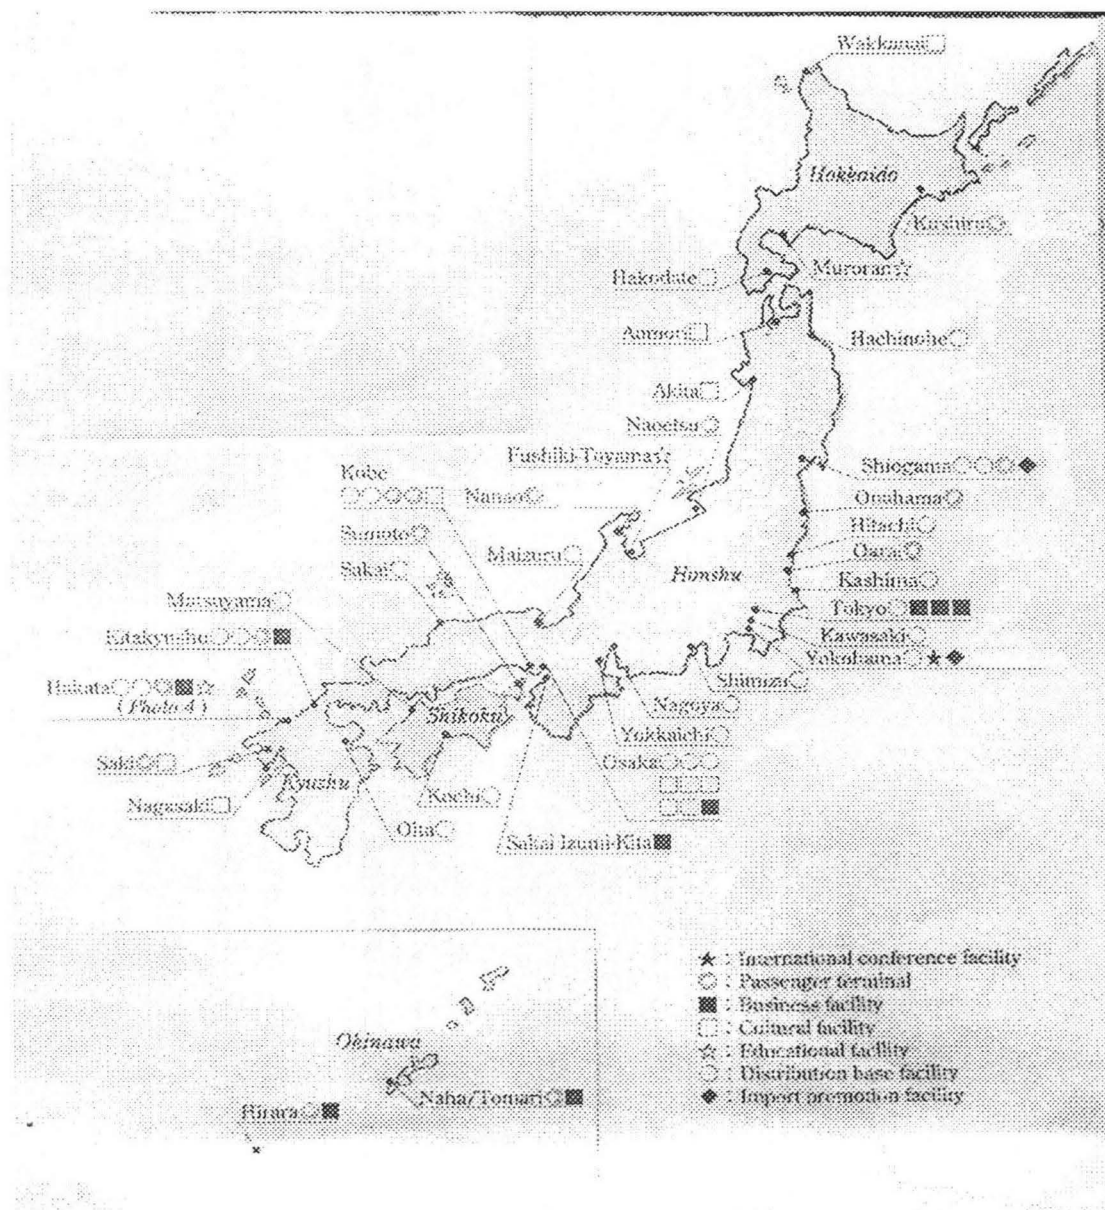 Wakkanai□
Hokkaido
Kushiro◎
Muroran☆
Hakodate□
Aomori□
Hachinohe○
Akita□
Naoetsu◎
Fushiki-Toyama☆
Shiogama○○◎◆
Kobe
○○◎◎□
Nanao◎
Onahama◎
Hitachi○
Sumoto◎
Maizuru○
Oarai◎
Sakai○
Honshu
Kashima○
Matsuyama○
Tokyo○■■■
Kitakyushu○○◎■
Kawasaki○
Yokohama○★◆
Shimizu○
Hakata○○◎■☆
(Photo 4)
Nagoya○
Shikoku
Yokkaichi○
Saki◎□
Osaka○○○
□□□
□□■
Kyushu
Nagasaki□
Kochi○
Oita○
Sakai Izumi-Kita■
★ : International conference facility
◎ : Passenger terminal
■ : Business facility
□ : Cultural facility
☆ : Educational facility
○ : Distribution base facility
◆ : Import promotion facility
Okinawa
Naha/Tomari◎■
Hirara◎■